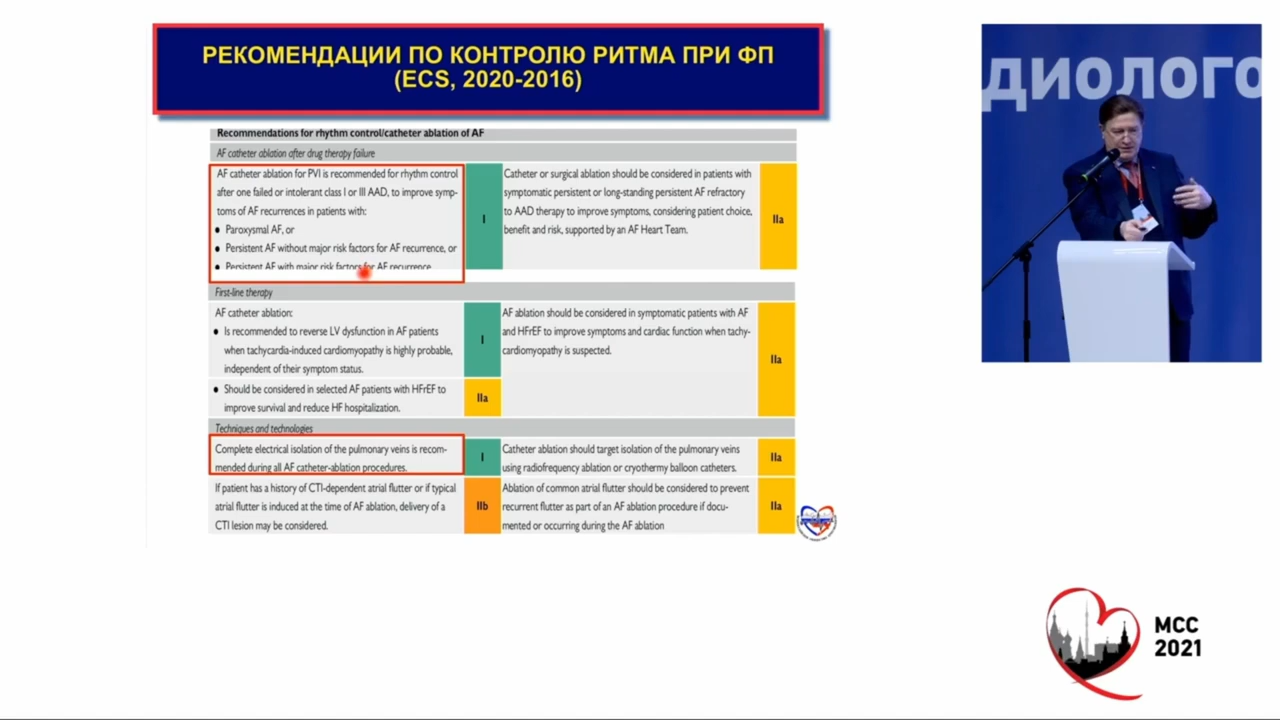 РЕКОМЕНДАЦИИ ПО КОНТРОЛЮ РИТМА ПРИ ФП
(ECS, 2020-2016)
Recommendations for rhythm control/catheter ablation of AF
AF catheter ablation after drug therapy failure
AF catheter ablation for PVI is recommended for rhythm control
after one failed or intolerant class I or III AAD, to improve symp-
toms of AF recurrences in patients with:
● Paroxysmal AF, or
● Persistent AF without major risk factors for AF recurrence, or
● Persistent AF with major risk factors for AF recurrence
I
Catheter or surgical ablation should be considered in patients with
symptomatic persistent or long-standing persistent AF refractory
to AAD therapy to improve symptoms, considering patient choice,
benefit and risk, supported by an AF Heart Team.
IIa
First-line therapy
AF catheter ablation:
● Is recommended to reverse LV dysfunction in AF patients
when tachycardia-induced cardiomyopathy is highly probable,
independent of their symptom status.
I
● Should be considered in selected AF patients with HFrEF to
improve survival and reduce HF hospitalization.
IIa
AF ablation should be considered in symptomatic patients with AF
and HFrEF to improve symptoms and cardiac function when tachy-
cardiomyopathy is suspected.
IIa
Techniques and technologies
Complete electrical isolation of the pulmonary veins is recom-
mended during all AF catheter-ablation procedures.
I
Catheter ablation should target isolation of the pulmonary veins
using radiofrequency ablation or cryothermy balloon catheters.
IIa
If patient has a history of CTI-dependent atrial flutter or if typical
atrial flutter is induced at the time of AF ablation, delivery of a
CTI lesion may be considered.
IIb
Ablation of common atrial flutter should be considered to prevent
recurrent flutter as part of an AF ablation procedure if docu-
mented or occurring during the AF ablation
IIa
ДИОЛОГО
МСС
2021